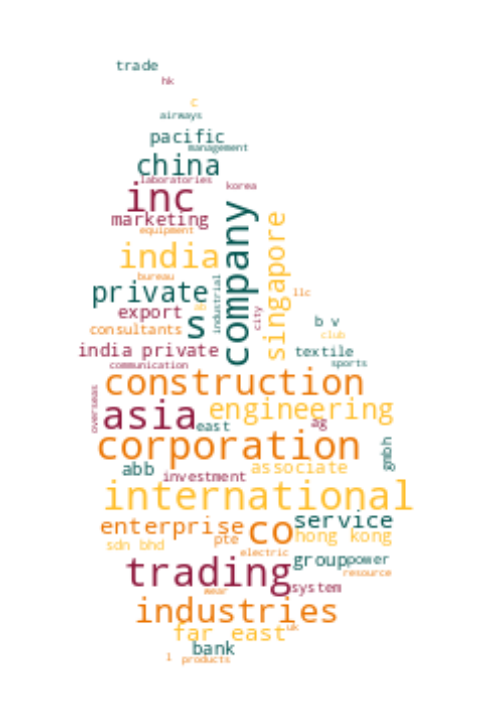 trade
hk
c
airways
pacific
management
china
laboratories
korea
inc
marketing
equipment
company
singapore
india
bureau
private
industrial
llc
ab
export
s
city
b v
consultants
club
india private
textile
communication
sports
construction
overseas
asia
engineering
east
ag
corporation
gmbh
abb
investment
associate
international
enterprise
co
service
sdn bhd
pte
hong kong
electric
group
power
trading
resource
wear
system
industries
far east
uk
bank
l
products